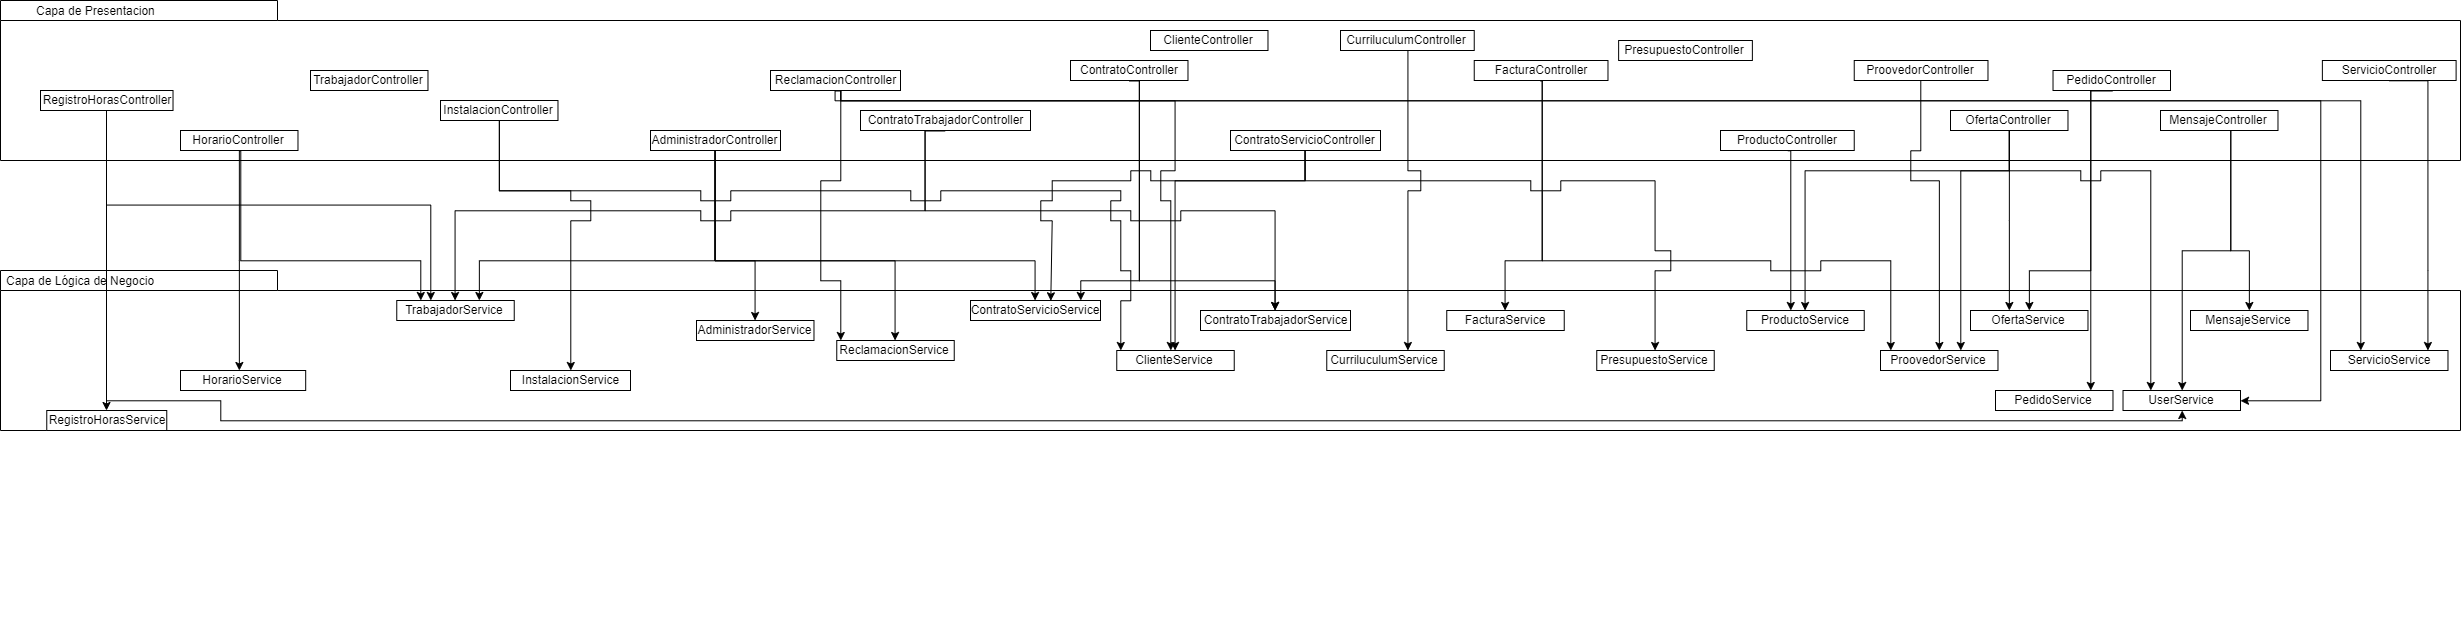 Capa de Presentacion
ClienteController
CurriluculumController
PresupuestoController
ContratoController
FacturaController
ProovedorController
ServicioController
TrabajadorController
ReclamacionController
PedidoController
RegistroHorasController
InstalacionController
ContratoTrabajadorController
OfertaController
MensajeController
HorarioController
AdministradorController
ContratoServicioController
ProductoController
Capa de Lógica de Negocio
TrabajadorService
ContratoServicioService
AdministradorService
ContratoTrabajadorService
FacturaService
ProductoService
OfertaService
MensajeService
ReclamacionService
ClienteService
CurriluculumService
PresupuestoService
ProovedorService
ServicioService
HorarioService
InstalacionService
PedidoService
UserService
RegistroHorasService